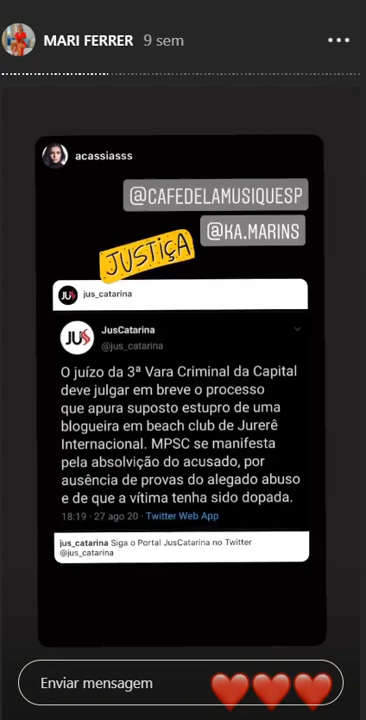 MARI FERRER 9 sem
acassiasss
@CAFEDELAMUSIQUESP
@KA.MARINS
JUSTIÇA
JUS jus_catarina
JUS JusCatarina
@jus_catarina
O juízo da 3ª Vara Criminal da Capital
deve julgar em breve o processo
que apura suposto estupro de uma
blogueira em beach club de Jurerê
Internacional. MPSC se manifesta
pela absolvição do acusado, por
ausência de provas do alegado abuso
e de que a vítima tenha sido dopada.
18:19 · 27 ago 20 · Twitter Web App
jus_catarina Siga o Portal JusCatarina no Twitter
@jus_catarina
Enviar mensagem